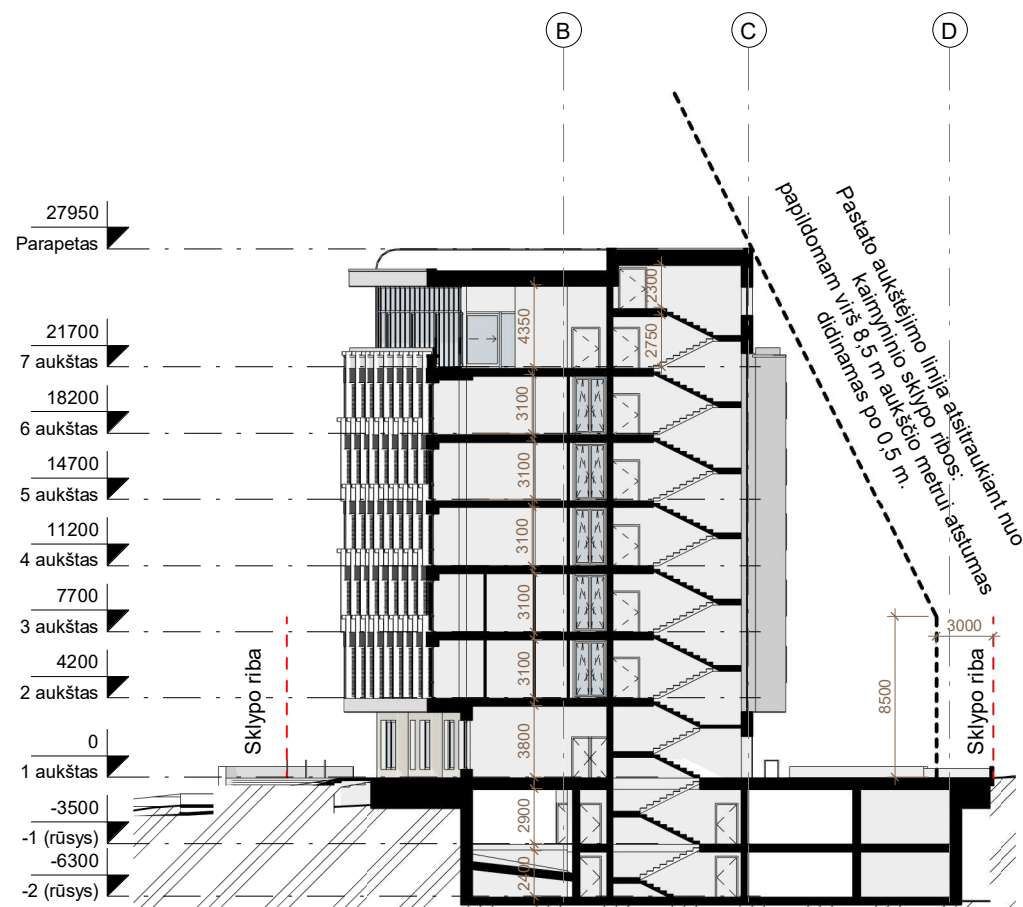 B
C
D
27950
Parapetas
21700
7 aukštas
18200
6 aukštas
14700
5 aukštas
11200
4 aukštas
7700
3 aukštas
4200
2 aukštas
0
1 aukštas
-3500
-1 (rūsys)
-6300
-2 (rūsys)
Sklypo riba
4350
3100
3100
3100
3100
3100
3800
2900
2400
2300
2750
Pastato aukštėjimo linija atsitraukiant nuo
kaimyninio sklypo ribos:
papildomam virš 8,5 m aukščio metrui atstumas
didinamas po 0,5 m.
8500
3000
Sklypo riba